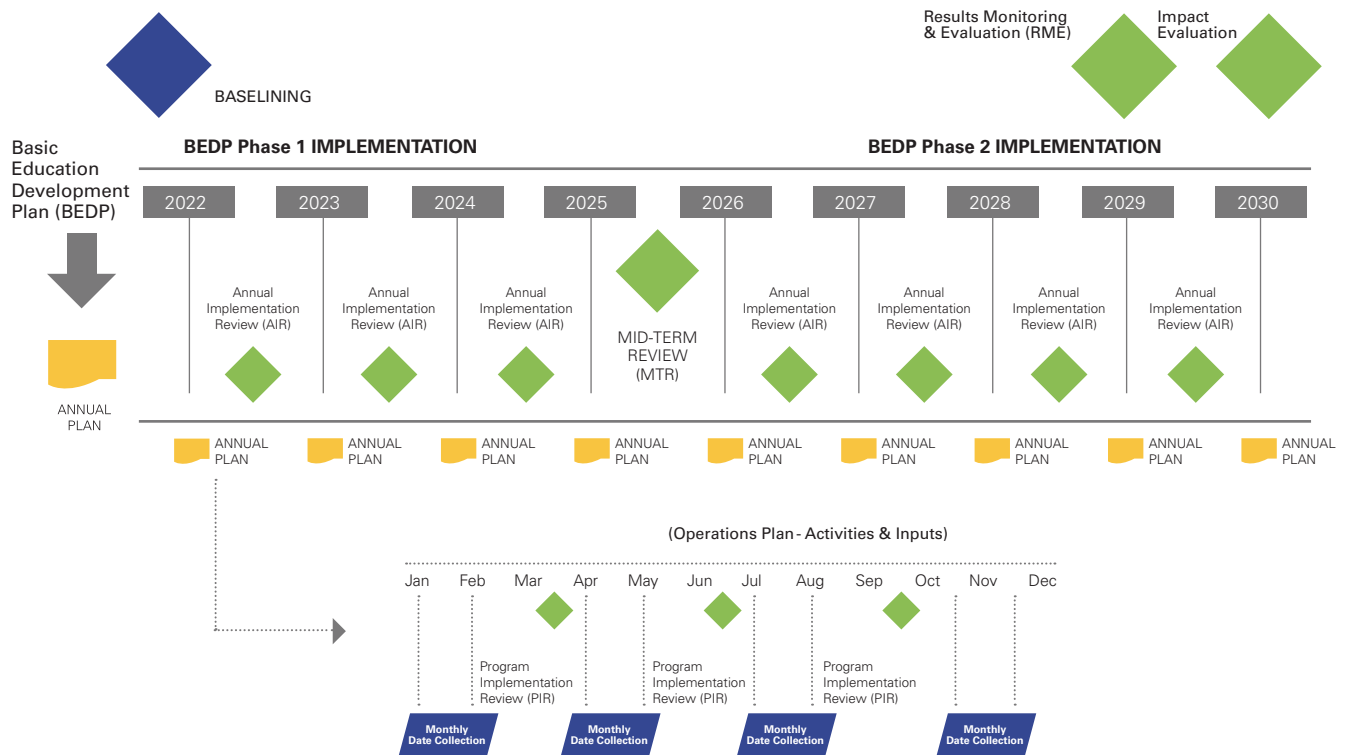 Results Monitoring
& Evaluation (RME)
Impact
Evaluation
BASELINING
Basic
Education
Development
Plan (BEDP)
BEDP Phase 1 IMPLEMENTATION
BEDP Phase 2 IMPLEMENTATION
2022
2023
2024
2025
2026
2027
2028
2029
2030
Annual
Implementation
Review (AIR)
Annual
Implementation
Review (AIR)
Annual
Implementation
Review (AIR)
MID-TERM
REVIEW
(MTR)
Annual
Implementation
Review (AIR)
Annual
Implementation
Review (AIR)
Annual
Implementation
Review (AIR)
Annual
Implementation
Review (AIR)
ANNUAL
PLAN
ANNUAL
PLAN
ANNUAL
PLAN
ANNUAL
PLAN
ANNUAL
PLAN
ANNUAL
PLAN
ANNUAL
PLAN
ANNUAL
PLAN
ANNUAL
PLAN
ANNUAL
PLAN
(Operations Plan - Activities & Inputs)
Jan
Feb
Mar
Apr
May
Jun
Jul
Aug
Sep
Oct
Nov
Dec
Program
Implementation
Review (PIR)
Program
Implementation
Review (PIR)
Program
Implementation
Review (PIR)
Monthly
Date Collection
Monthly
Date Collection
Monthly
Date Collection
Monthly
Date Collection